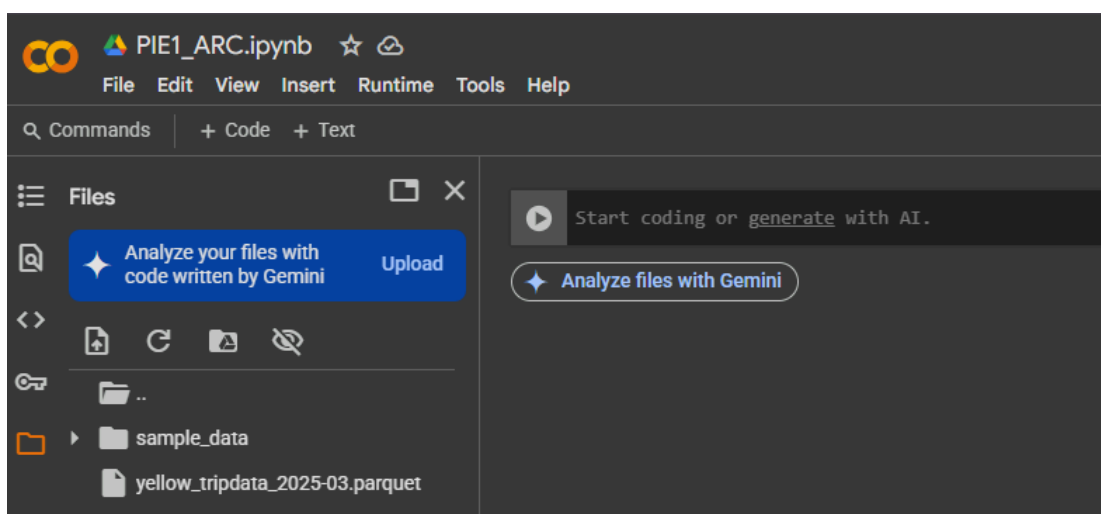 PIE1_ARC.ipynb
File Edit View Insert Runtime Tools Help
Commands + Code + Text
Files
Analyze your files with
code written by Gemini
Upload
..
sample_data
yellow_tripdata_2025-03.parquet
Start coding or generate with AI.
Analyze files with Gemini